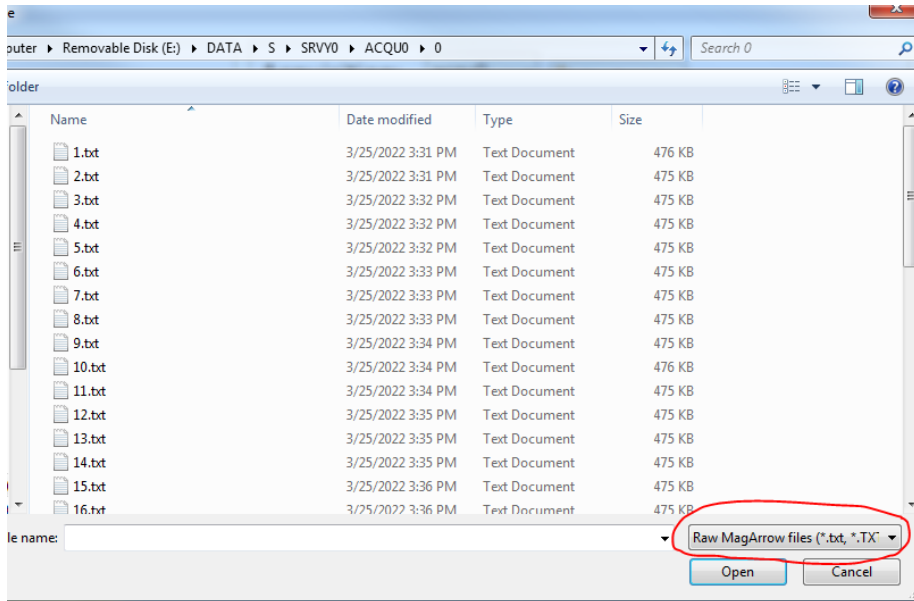 Removable Disk (E:) DATA S SRVY0 ACQU0 0 Search 0
Name Date modified Type Size
1.txt 3/25/2022 3:31 PM Text Document 476 KB
2.txt 3/25/2022 3:31 PM Text Document 475 KB
3.txt 3/25/2022 3:32 PM Text Document 475 KB
4.txt 3/25/2022 3:32 PM Text Document 475 KB
5.txt 3/25/2022 3:32 PM Text Document 475 KB
6.txt 3/25/2022 3:33 PM Text Document 475 KB
7.txt 3/25/2022 3:33 PM Text Document 475 KB
8.txt 3/25/2022 3:33 PM Text Document 475 KB
9.txt 3/25/2022 3:34 PM Text Document 475 KB
10.txt 3/25/2022 3:34 PM Text Document 476 KB
11.txt 3/25/2022 3:34 PM Text Document 475 KB
12.txt 3/25/2022 3:35 PM Text Document 475 KB
13.txt 3/25/2022 3:35 PM Text Document 475 KB
14.txt 3/25/2022 3:35 PM Text Document 475 KB
15.txt 3/25/2022 3:36 PM Text Document 475 KB
16.txt 3/25/2022 3:36 PM Text Document 475 KB
name: Raw MagArrow files (*.txt, *.TX
Open Cancel